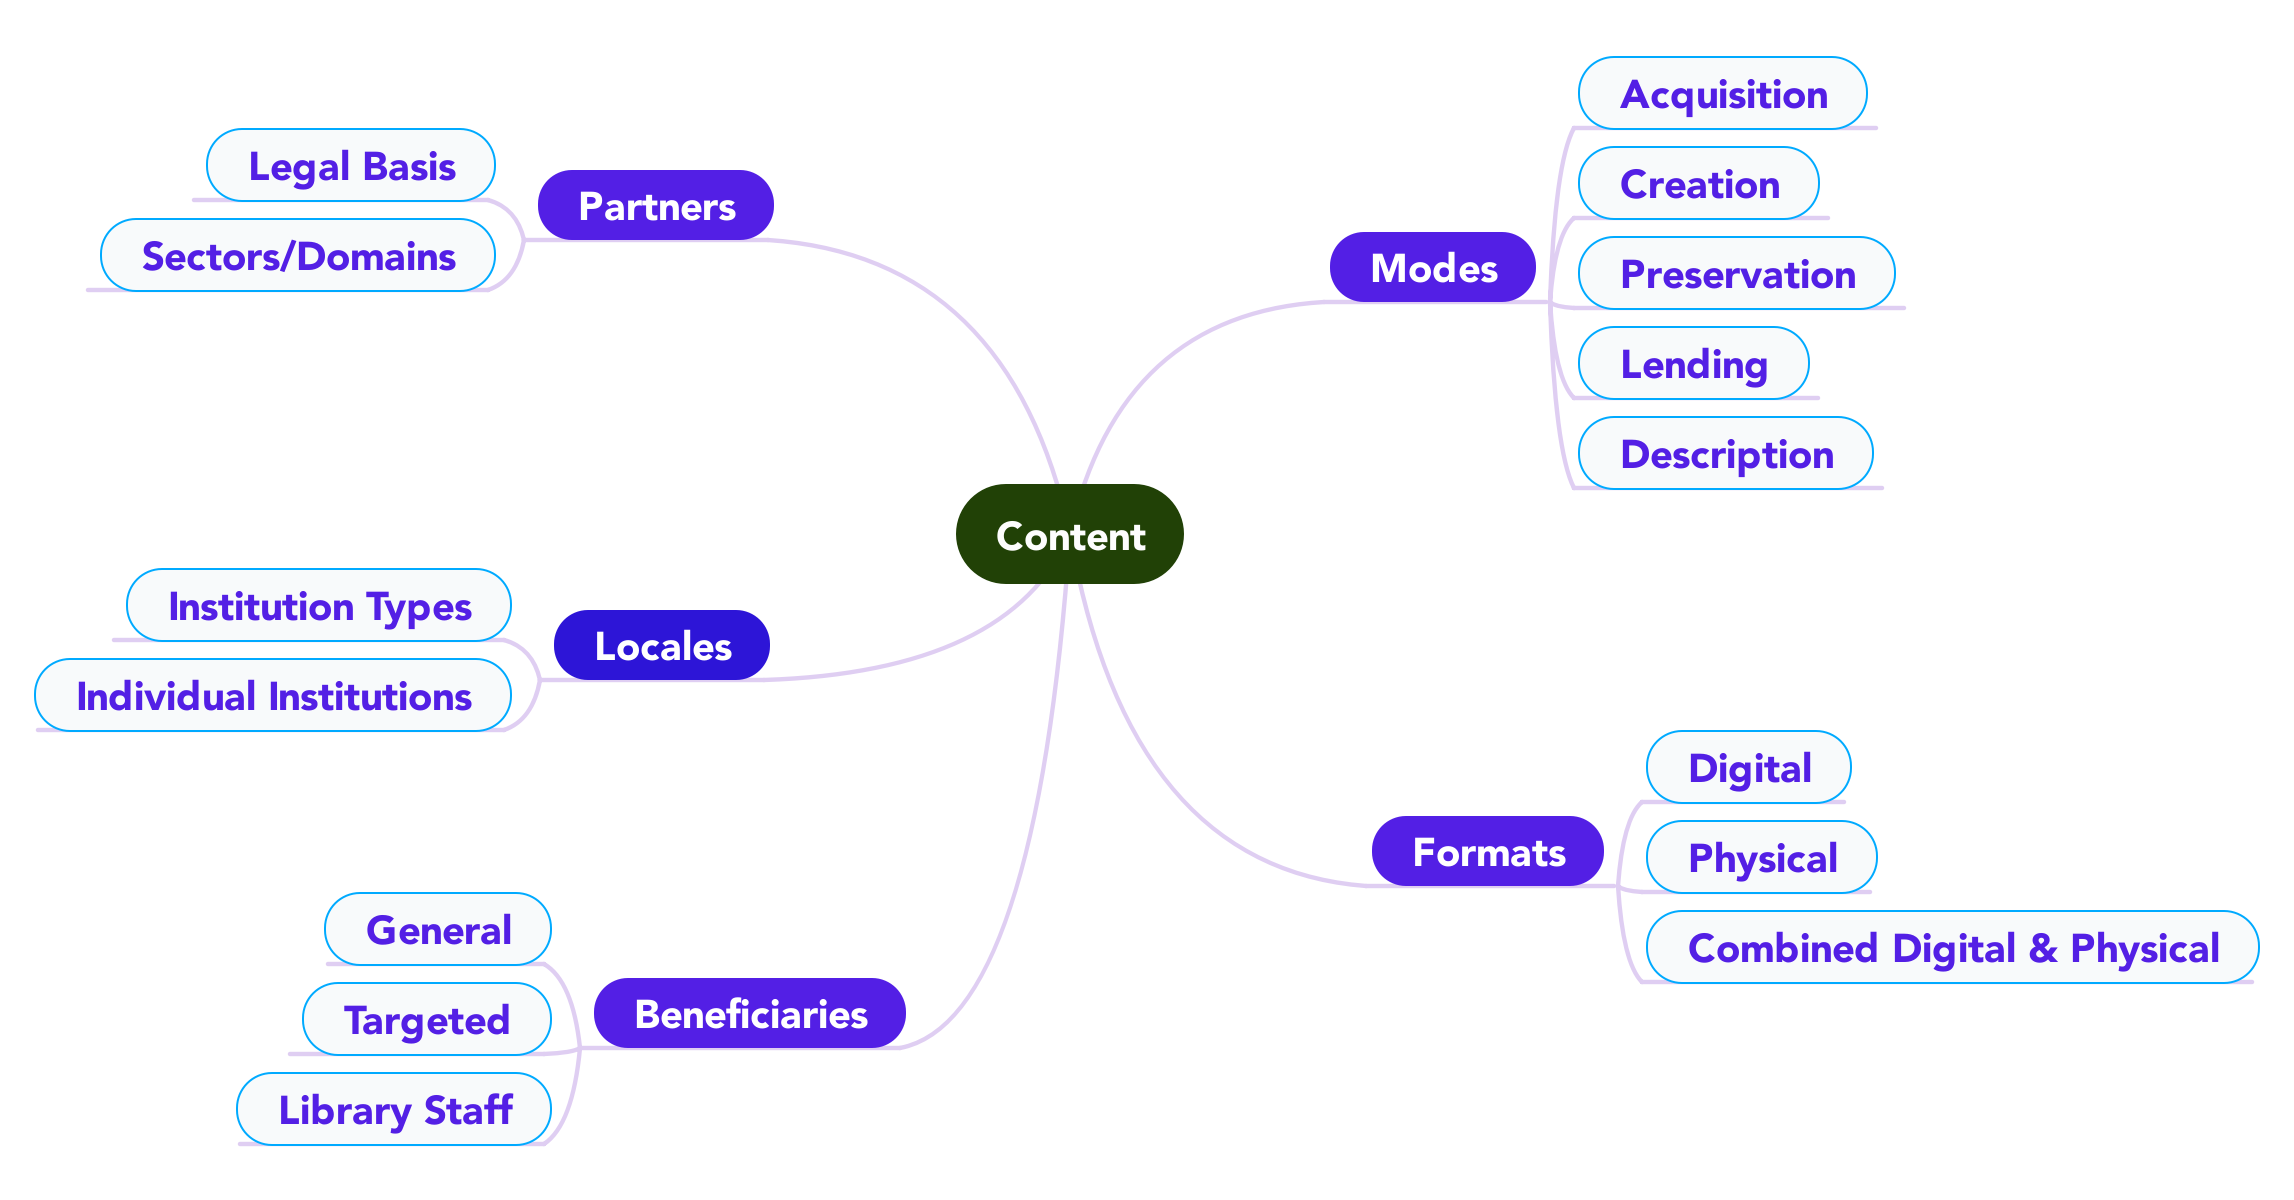 Content
Partners
Legal Basis
Sectors/Domains
Locales
Institution Types
Individual Institutions
Beneficiaries
General
Targeted
Library Staff
Modes
Acquisition
Creation
Preservation
Lending
Description
Formats
Digital
Physical
Combined Digital & Physical